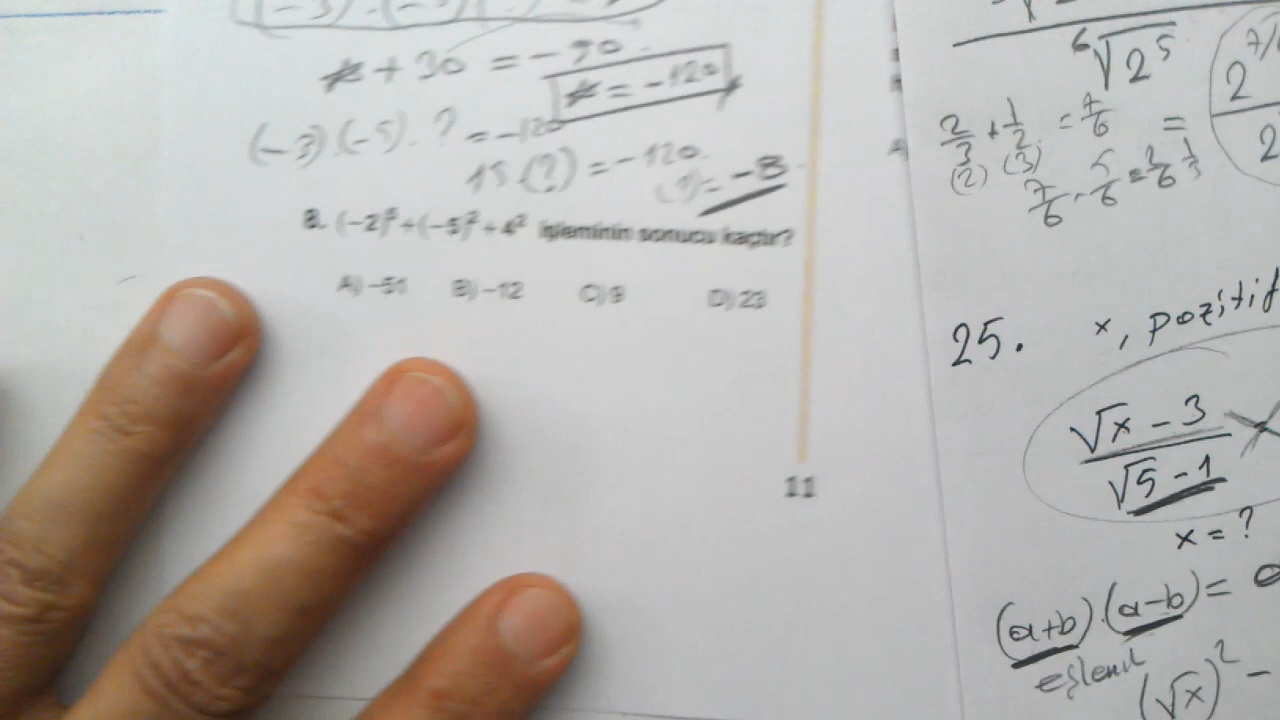 + 30 = -90
= -120
(-3).(-5). ? = -120
15.(?) = -120
(?) = -8
8. (-2)⁵+(-5)²+4² işleminin sonucu kaçtır?
A) -51 B) -12 C) 9 D) 23
11
⁶√2⁵
2/3 + 1/2 = 7/6 =
(2) (3)
7/6 - 5/6 = 2/6 1/3
25. x, pozitif
√x - 3
√5 - 1
x = ?
(a+b).(a-b) =
eşlenik
(√x)² -